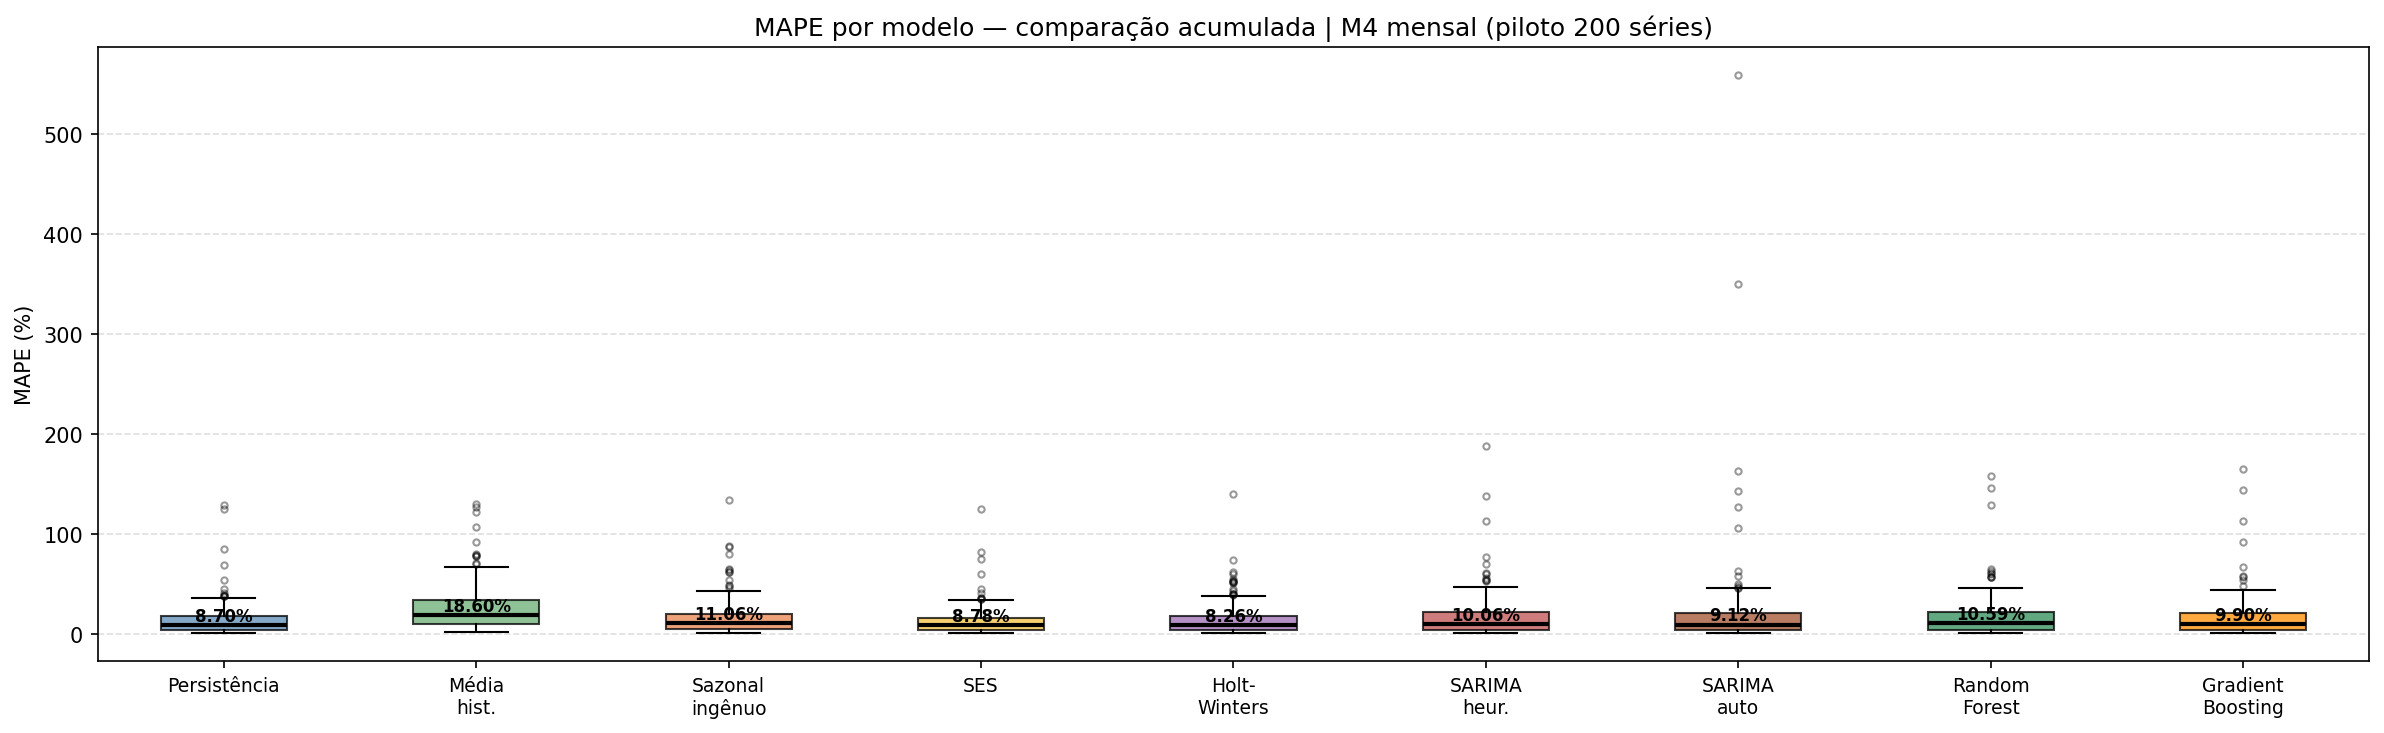 MAPE por modelo — comparação acumulada | M4 mensal (piloto 200 séries)
MAPE (%)
500
400
300
200
100
0
8.70%
18.60%
11.06%
8.78%
8.26%
10.06%
9.12%
10.59%
9.90%
Persistência
Média
hist.
Sazonal
ingênuo
SES
Holt-
Winters
SARIMA
heur.
SARIMA
auto
Random
Forest
Gradient
Boosting